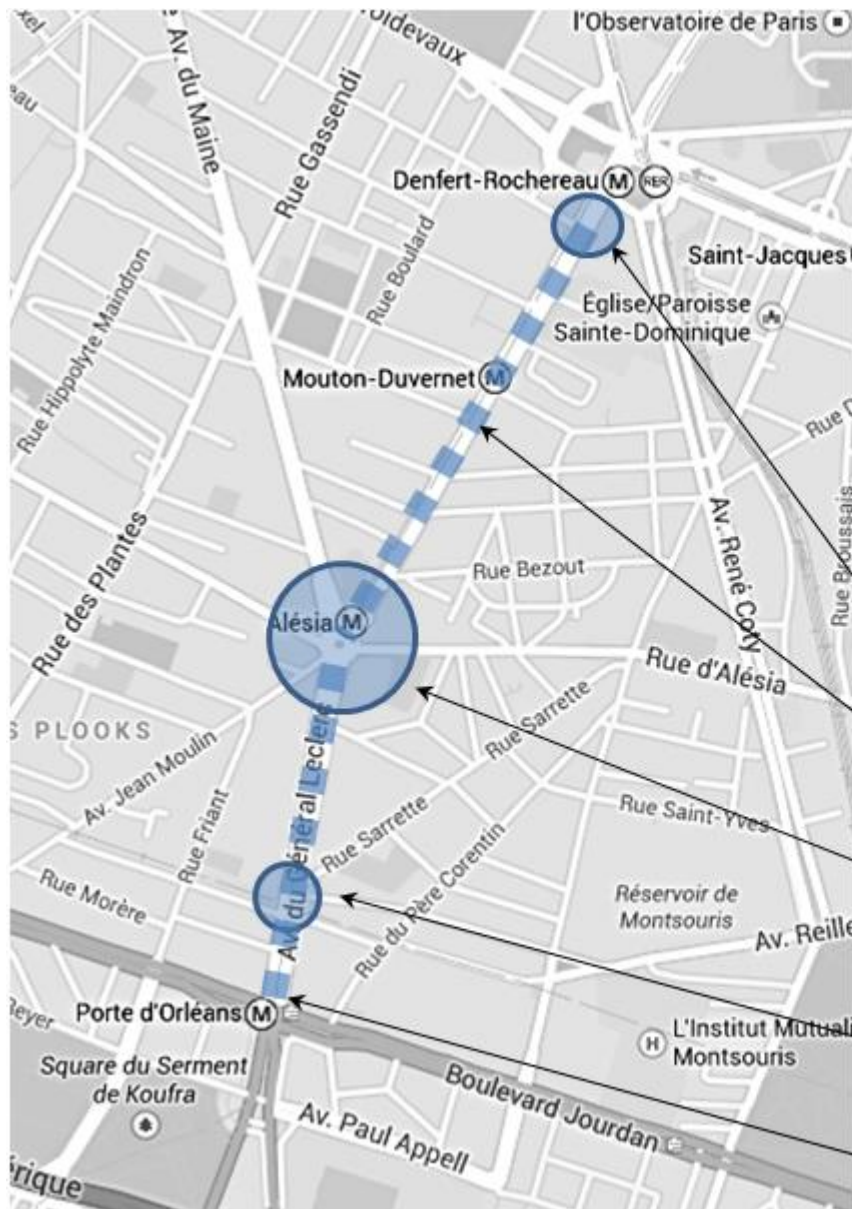 l'Observatoire de Paris
Av. du Maine
Rue Gassendi
Denfert-Rochereau M RER
Saint-Jacques
Rue Boulard
Église/Paroisse
Sainte-Dominique
Rue Hippolyte Maindron
Mouton-Duvernet M
Rue des Plantes
Av. René Coty
Rue Broussais
Rue Bezout
Alésia M
Rue d'Alésia
Av. Jean Moulin
Rue Friant
Av. du Général Leclerc
Rue Sarrette
Rue Sarrette
Rue Saint-Yves
Rue Morère
Rue du Père Corentin
Réservoir de
Montsouris
Av. Reille
Porte d'Orléans M
H L'Institut Mutuali
Montsouris
Square du Serment
de Koufra
Boulevard Jourdan
Av. Paul Appell